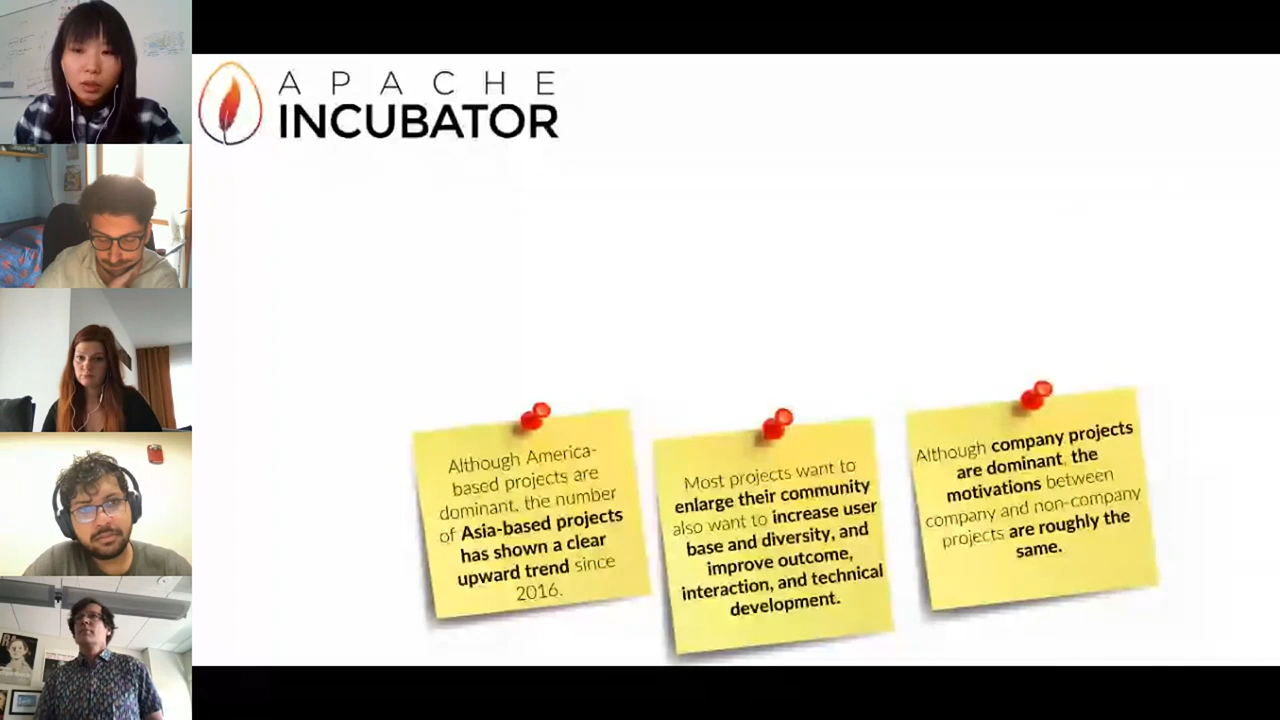 APACHE
INCUBATOR
Although America-
based projects are
dominant, the number
of Asia-based projects
has shown a clear
upward trend since
2016.
Most projects want to
enlarge their community
also want to increase user
base and diversity, and
improve outcome,
interaction, and technical
development.
Although company projects
are dominant, the
motivations between
company and non-company
projects are roughly the
same.